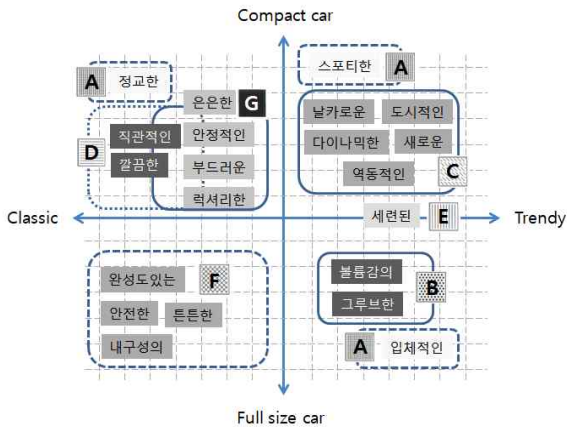 Compact car
A 정교한
스포티한 A
은은한 G
날카로운 도시적인
D 직관적인 안정적인
다이나믹한 새로운
깔끔한 부드러운
역동적인 C
럭셔리한
Classic
세련된 E
Trendy
완성도있는 F
볼륨감의
B
안전한 튼튼한
그루브한
내구성의
A 입체적인
Full size car